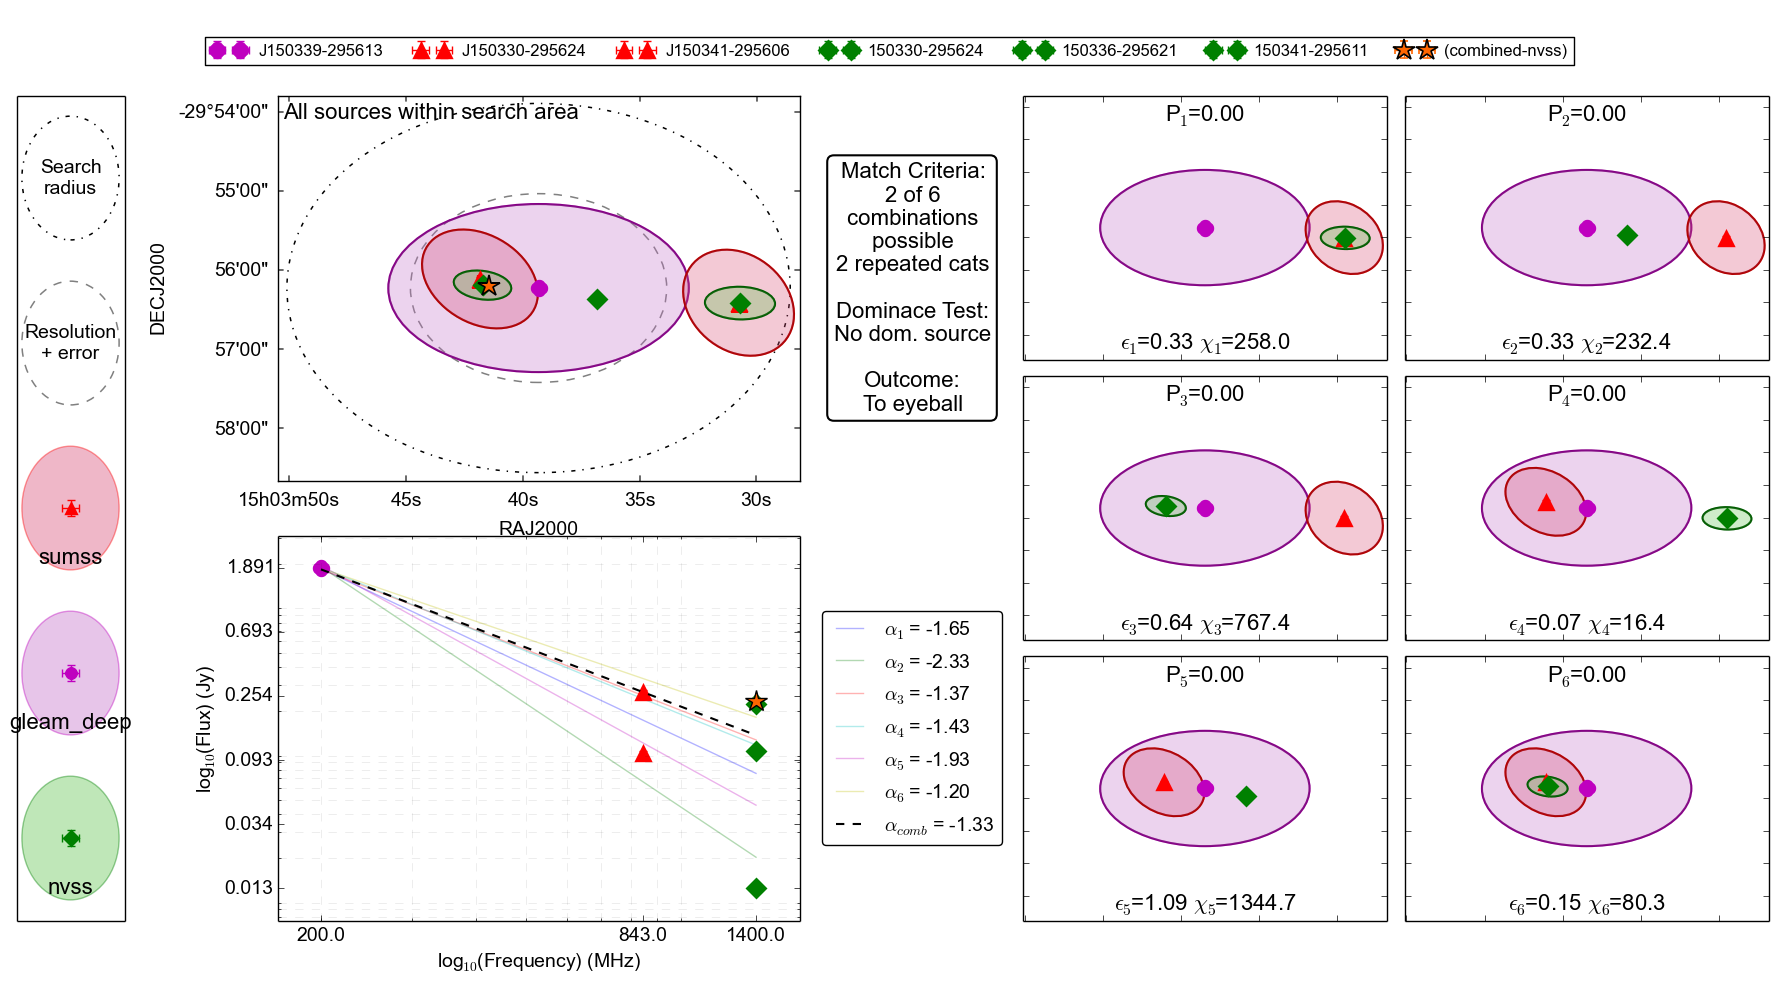 J150339-295613 J150330-295624 J150341-295606 150330-295624 150336-295621 150341-295611 (combined-nvss)
Search
radius
Resolution
+ error
sumss
gleam_deep
nvss
All sources within search area
DECJ2000
-29°54'00"
55'00"
56'00"
57'00"
58'00"
15h03m50s 45s 40s 35s 30s
RAJ2000
Match Criteria:
2 of 6
combinations
possible
2 repeated cats
Dominace Test:
No dom. source
Outcome:
To eyeball
log₁₀(Flux) (Jy)
1.891
0.693
0.254
0.093
0.034
0.013
200.0 843.0 1400.0
log₁₀(Frequency) (MHz)
α₁ = -1.65
α₂ = -2.33
α₃ = -1.37
α₄ = -1.43
α₅ = -1.93
α₆ = -1.20
α_comb = -1.33
P₁=0.00
ϵ₁=0.33 χ₁=258.0
P₂=0.00
ϵ₂=0.33 χ₂=232.4
P₃=0.00
ϵ₃=0.64 χ₃=767.4
P₄=0.00
ϵ₄=0.07 χ₄=16.4
P₅=0.00
ϵ₅=1.09 χ₅=1344.7
P₆=0.00
ϵ₆=0.15 χ₆=80.3